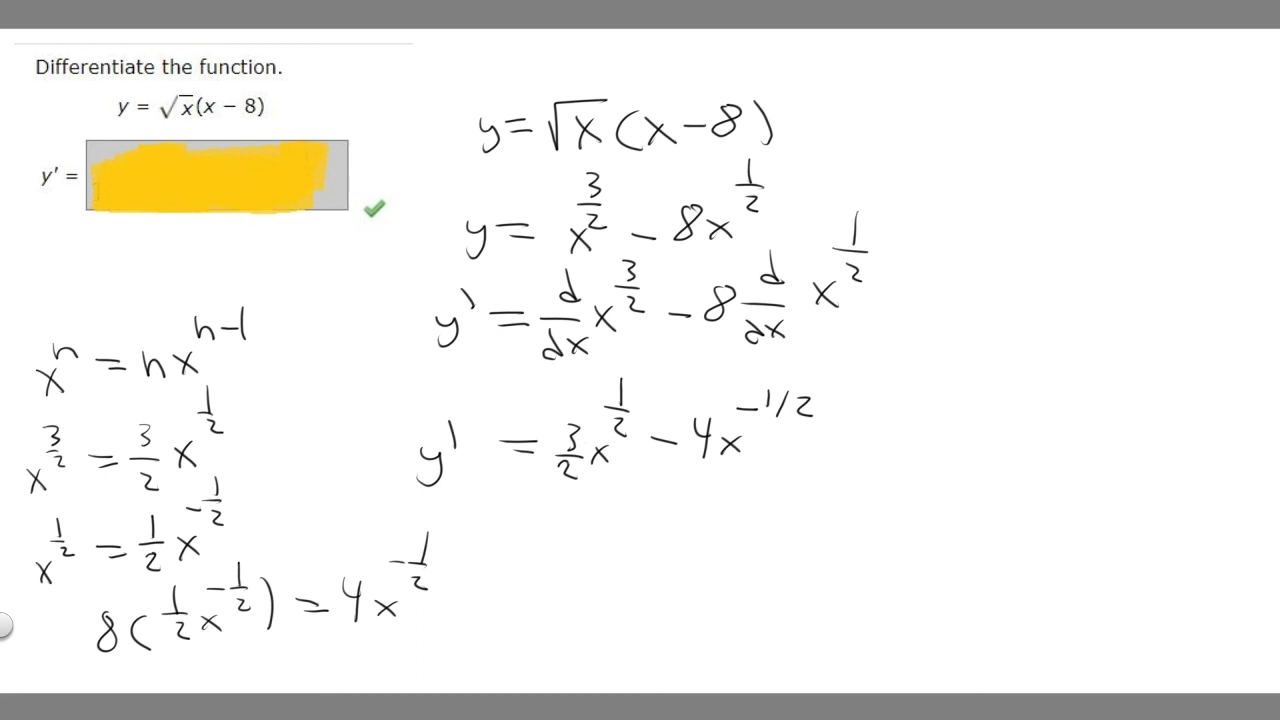 Differentiate the function.
y = √x(x − 8)
y' =
y = √x (x − 8)
y = x^(3/2) − 8x^(1/2)
y' = d/dx x^(3/2) − 8 d/dx x^(1/2)
y' = 3/2 x^(1/2) − 4x^(−1/2)
x^n = nx^(n−1)
x^(3/2) = 3/2 x^(1/2)
x^(1/2) = 1/2 x^(−1/2)
8(1/2 x^(−1/2)) = 4x^(−1/2)